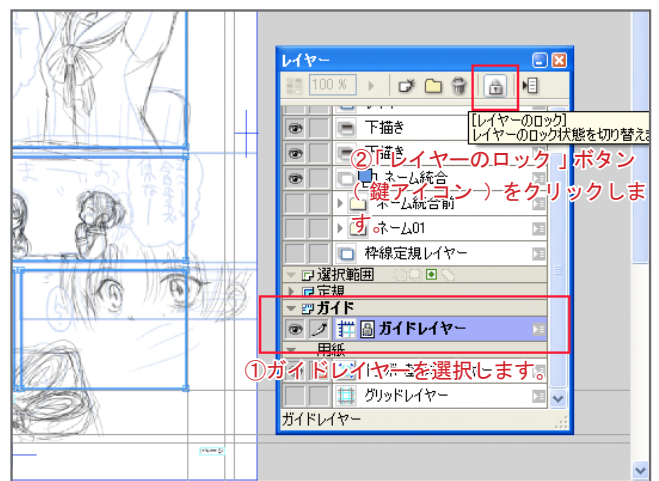 レイヤー
100 %
[レイヤーのロック]
レイヤーのロック状態を切り替えま
下描き
下描き
②「レイヤーのロック」ボタン
(鍵アイコン)をクリックしま
す。
ネーム統合
ネーム統合前
ネーム01
枠線定規レイヤー
選択範囲
定規
ガイド
ガイドレイヤー
用紙
①ガイドレイヤーを選択します。
グリッドレイヤー
ガイドレイヤー